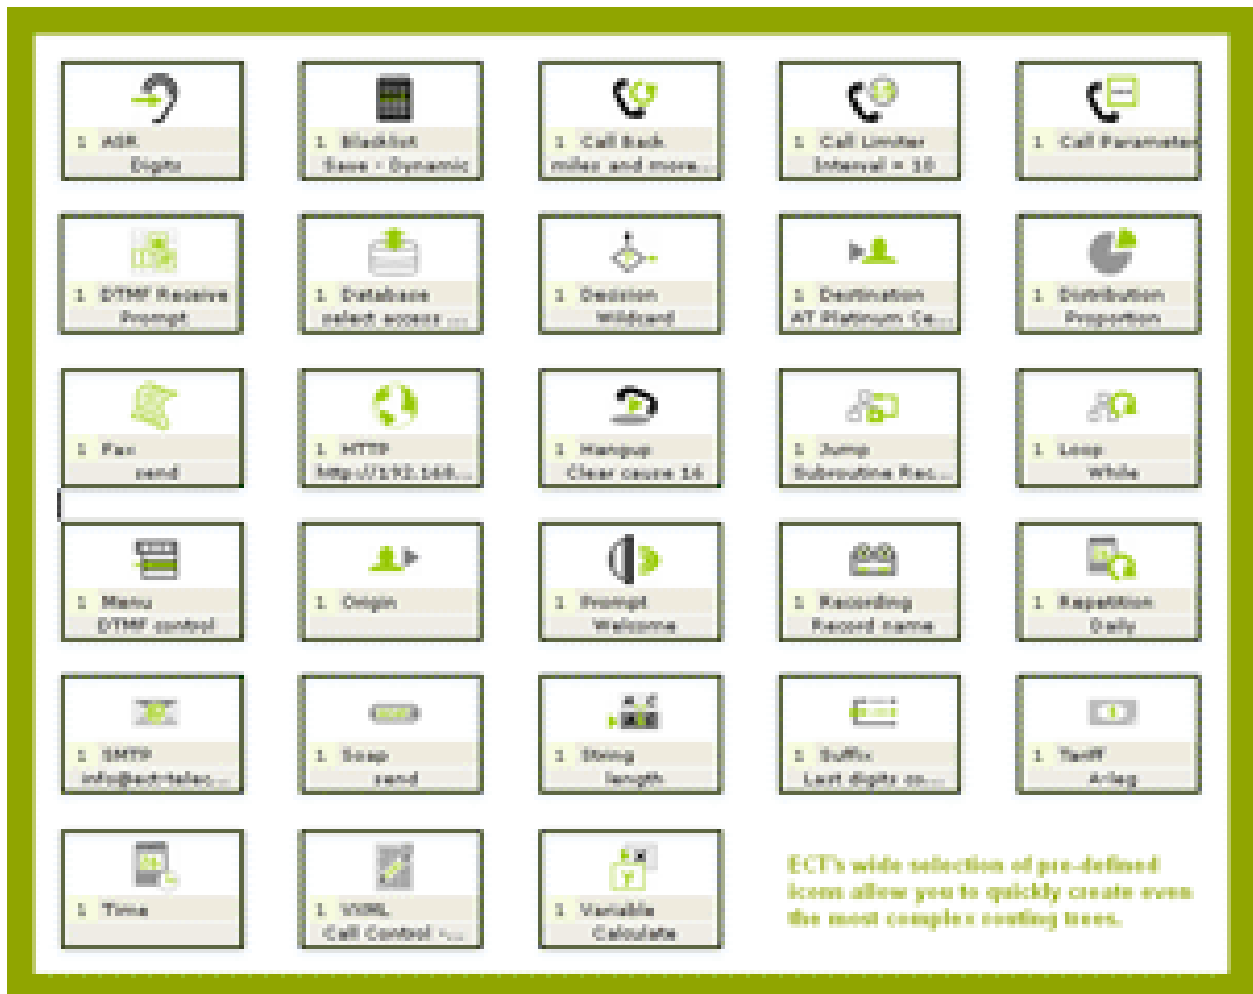 1 ASR
Digits
1 Blacklist
Save - Dynamic
1 Call Back
miles and more...
1 Call Limiter
Interval = 10
1 Call Parameter
1 DTMF Receive
Prompt
1 Database
select access ...
1 Decision
Wildcard
1 Destination
AT Platinum Ce...
1 Distribution
Proportion
1 Fax
send
1 HTTP
http://192.168...
1 Hangup
Clear cause 16
1 Jump
Subroutine Rec...
1 Loop
While
1 Menu
DTMF control
1 Origin
1 Prompt
Welcome
1 Recording
Record name
1 Repetition
Daily
1 SMTP
info@ect-telec...
1 Soap
send
1 String
length
1 Suffix
Last digits co...
1 Tariff
A-leg
1 Time
1 VXML
Call Control -...
1 Variable
Calculate
ECT's wide selection of pre-defined
icons allow you to quickly create even
the most complex routing trees.